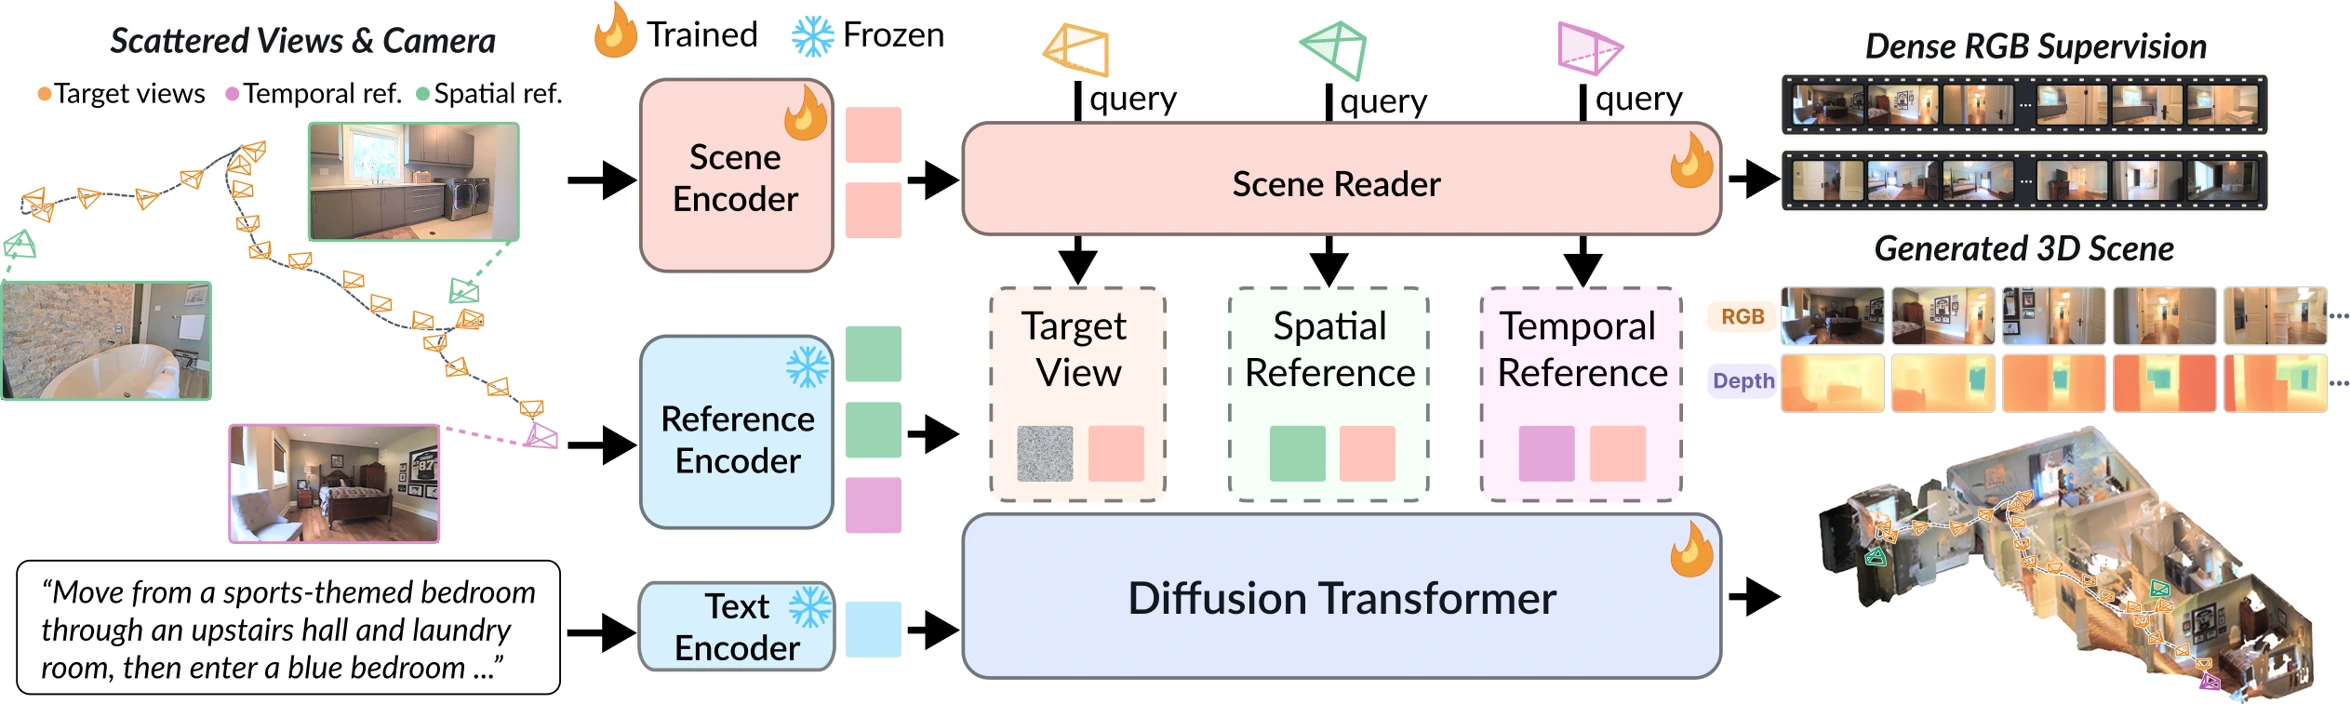 Scattered Views & Camera
Target views
Temporal ref.
Spatial ref.
Trained
Frozen
Scene
Encoder
Reference
Encoder
Text
Encoder
“Move from a sports-themed bedroom
through an upstairs hall and laundry
room, then enter a blue bedroom ...”
query
query
query
Scene Reader
Target
View
Spatial
Reference
Temporal
Reference
Diffusion Transformer
Dense RGB Supervision
...
...
Generated 3D Scene
RGB
...
Depth
...
87